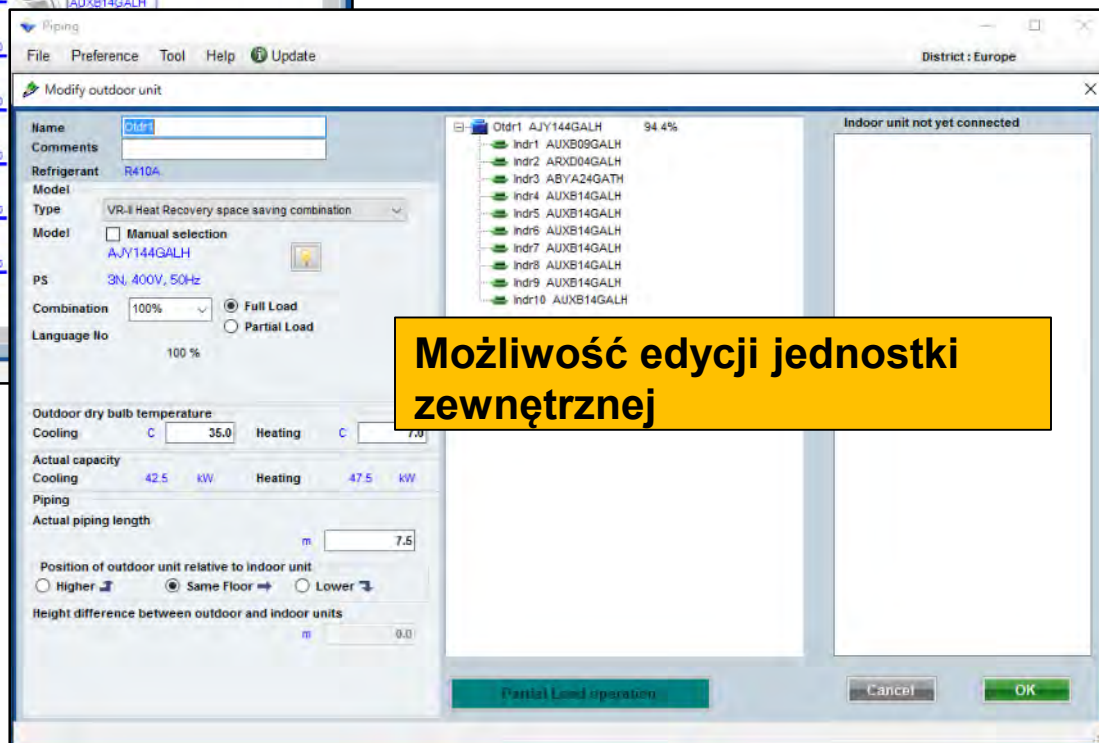 AUXB14GALH
Piping
File Preference Tool Help Update District : Europe
Modify outdoor unit
Name Otdr1
Comments
Refrigerant R410A
Model
Type VR-II Heat Recovery space saving combination
Model Manual selection
AJY144GALH
PS 3N, 400V, 50Hz
Combination 100% Full Load
Partial Load
Language No
100 %
Outdoor dry bulb temperature
Cooling C 35.0 Heating C 7.0
Actual capacity
Cooling 42.5 kW Heating 47.5 kW
Piping
Actual piping length
m 7.5
Position of outdoor unit relative to indoor unit
Higher Same Floor Lower
Height difference between outdoor and indoor units
m 0.0
Otdr1 AJY144GALH 94.4%
Indr1 AUXB09GALH
Indr2 ARXD04GALH
Indr3 ABYA24GATH
Indr4 AUXB14GALH
Indr5 AUXB14GALH
Indr6 AUXB14GALH
Indr7 AUXB14GALH
Indr8 AUXB14GALH
Indr9 AUXB14GALH
Indr10 AUXB14GALH
Indoor unit not yet connected
Możliwość edycji jednostki
zewnętrznej
Partial Load operation
Cancel OK